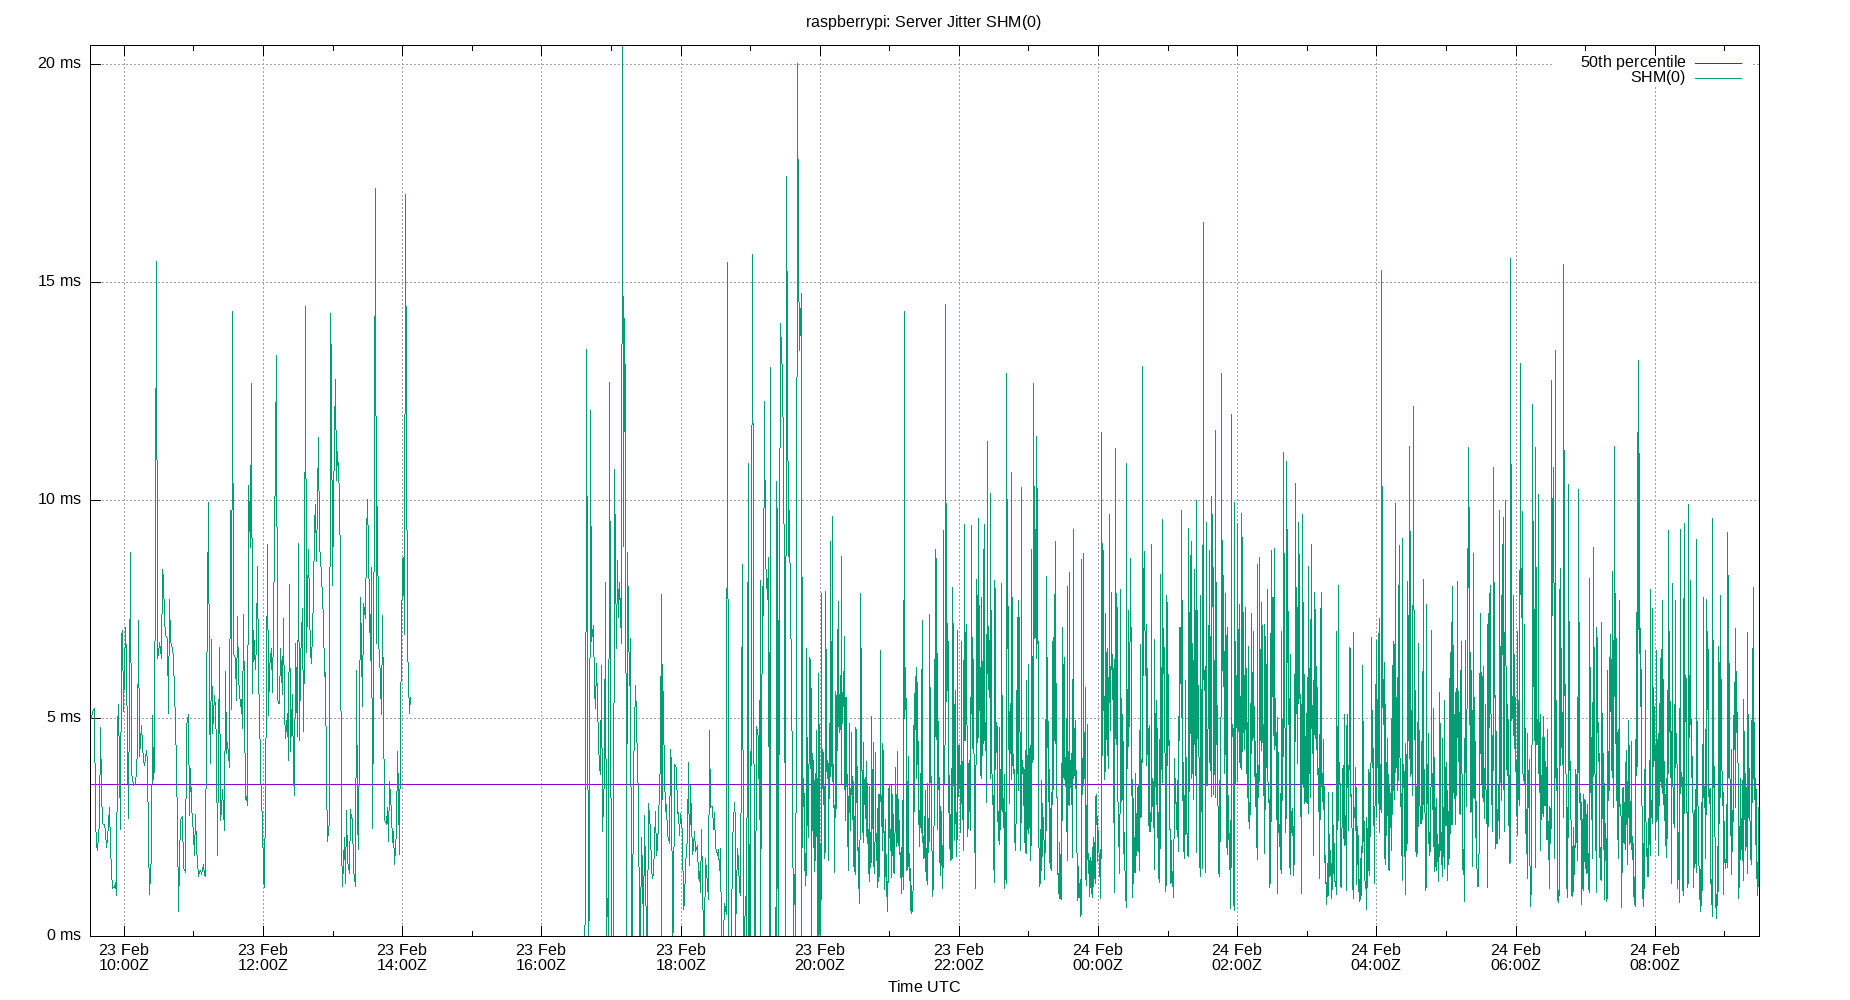 raspberrypi: Server Jitter SHM(0)
20 ms
15 ms
10 ms
5 ms
0 ms
50th percentile
SHM(0)
23 Feb 23 Feb 23 Feb 23 Feb 23 Feb 23 Feb 23 Feb 24 Feb 24 Feb 24 Feb 24 Feb 24 Feb
10:00Z 12:00Z 14:00Z 16:00Z 18:00Z 20:00Z 22:00Z 00:00Z 02:00Z 04:00Z 06:00Z 08:00Z
Time UTC